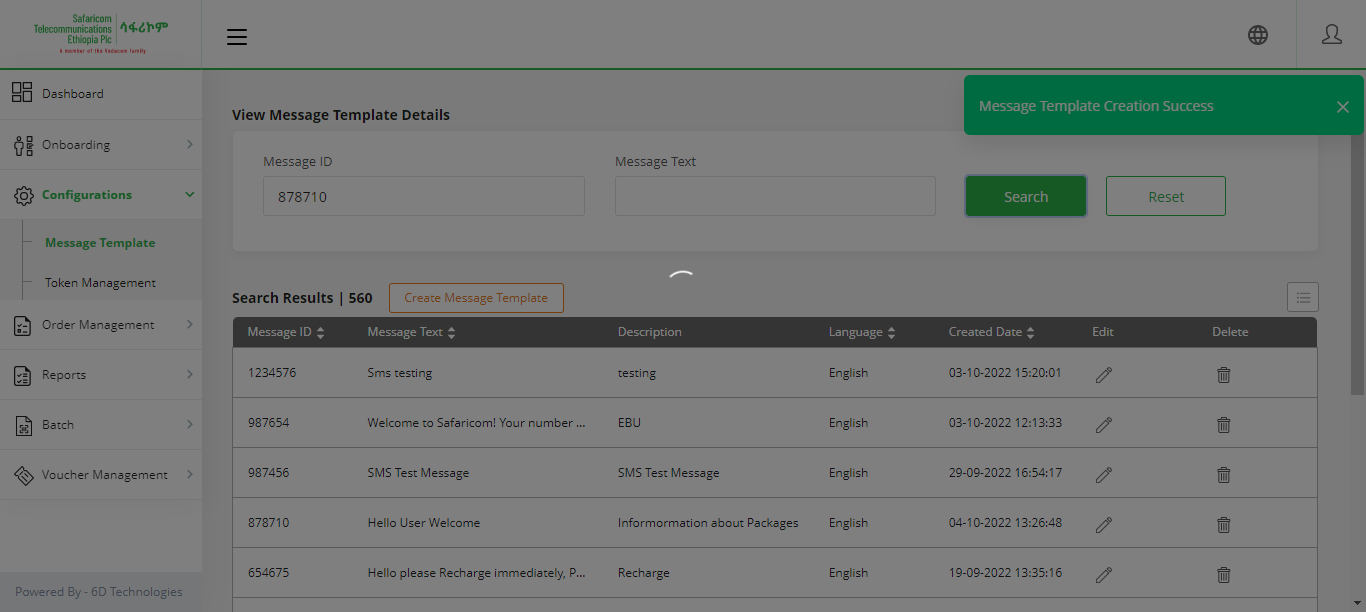 Safaricom
Telecommunications
Ethiopia Plc
ሳፋሪኮም
A member of the Vodacom family
Dashboard
Onboarding
Configurations
Message Template
Token Management
Order Management
Reports
Batch
Voucher Management
Powered By - 6D Technologies
Message Template Creation Success
View Message Template Details
Message ID
Message Text
878710
Search
Reset
Search Results | 560
Create Message Template
Message ID Message Text Description Language Created Date Edit Delete
1234576 Sms testing testing English 03-10-2022 15:20:01
987654 Welcome to Safaricom! Your number ... EBU English 03-10-2022 12:13:33
987456 SMS Test Message SMS Test Message English 29-09-2022 16:54:17
878710 Hello User Welcome Informormation about Packages English 04-10-2022 13:26:48
654675 Hello please Recharge immediately, P... Recharge English 19-09-2022 13:35:16